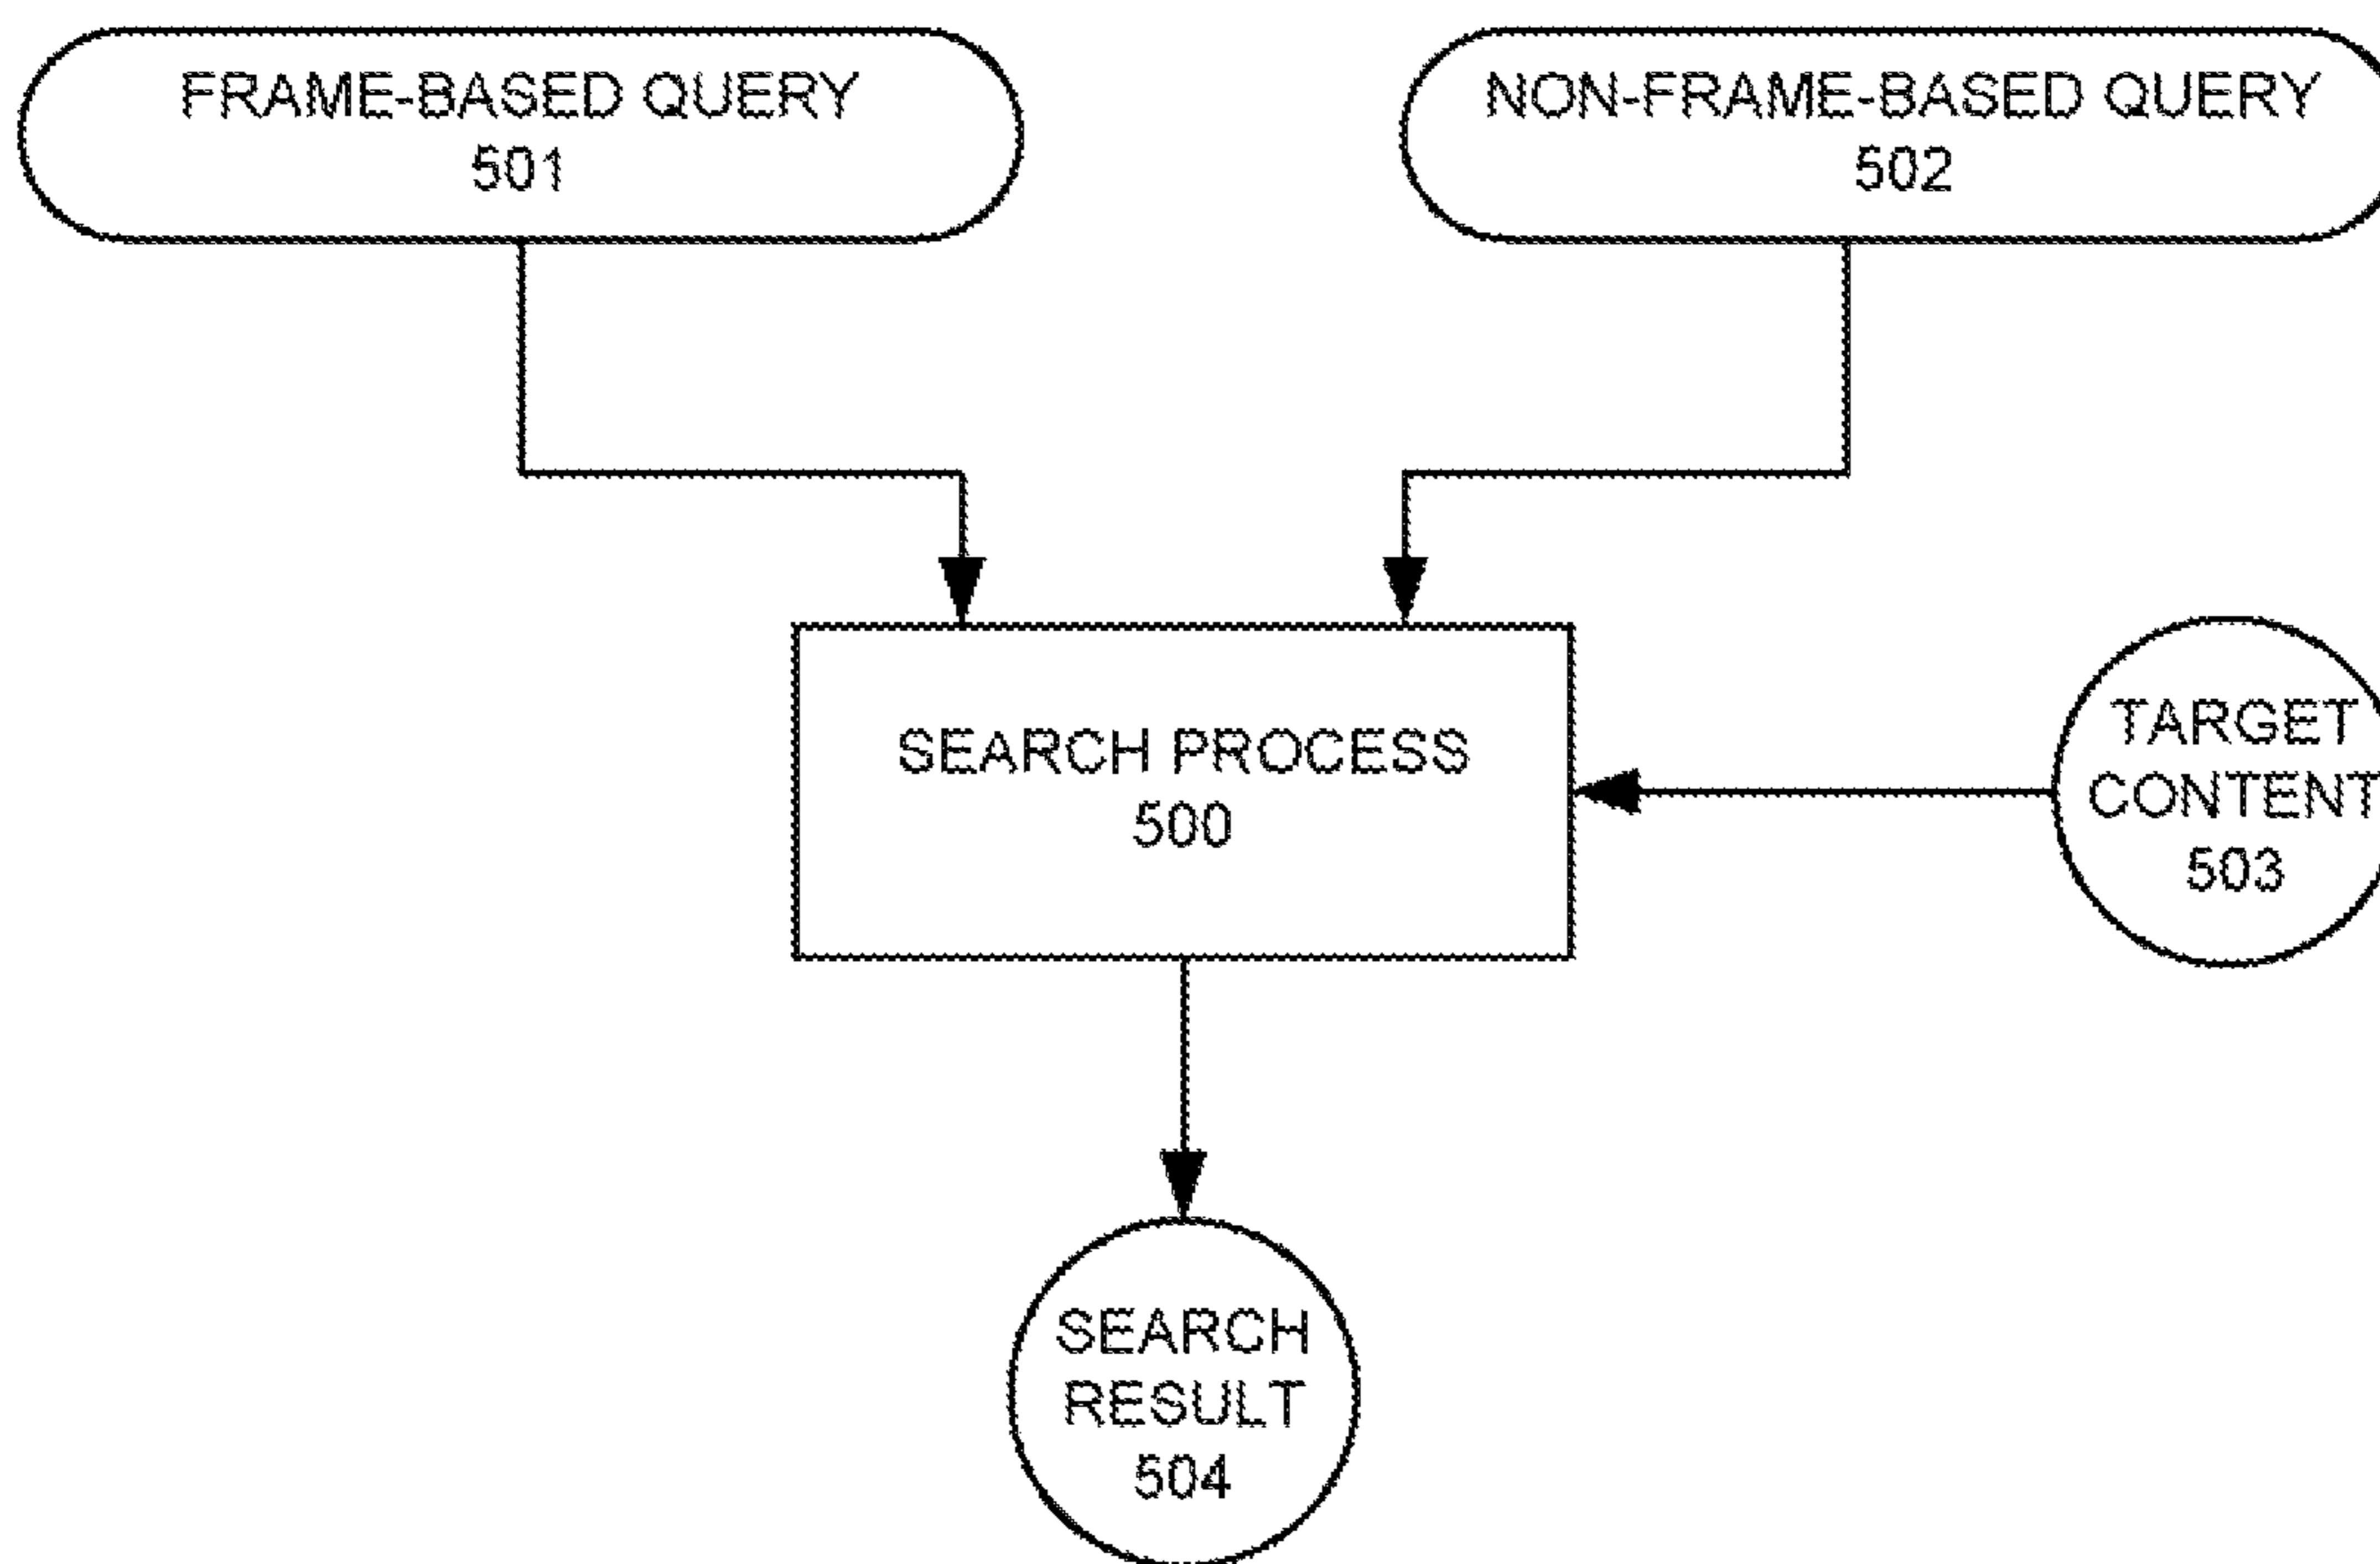 FRAME-BASED QUERY
501
NON-FRAME-BASED QUERY
502
SEARCH PROCESS
500
TARGET
CONTENT
503
SEARCH
RESULT
504